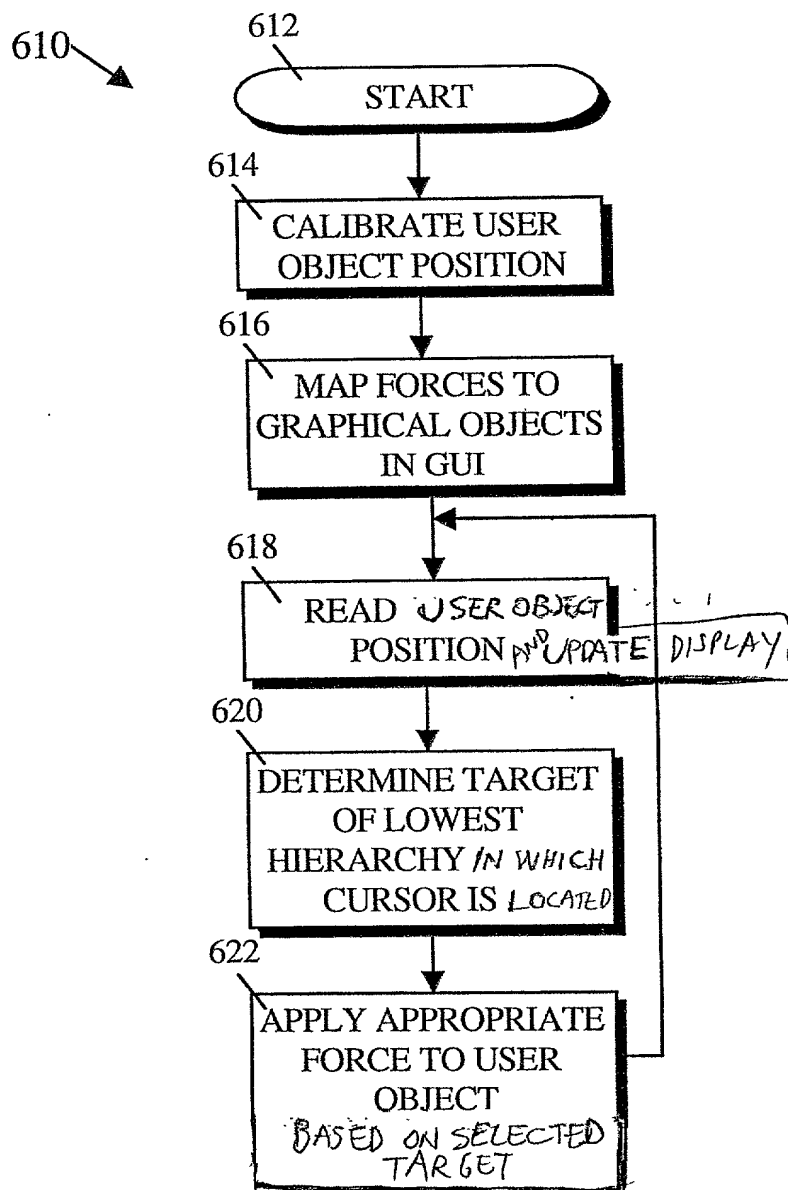 610
612
START
614
CALIBRATE USER
OBJECT POSITION
616
MAP FORCES TO
GRAPHICAL OBJECTS
IN GUI
618
READ USER OBJECT
POSITION AND UPDATE DISPLAY
620
DETERMINE TARGET
OF LOWEST
HIERARCHY IN WHICH
CURSOR IS LOCATED
622
APPLY APPROPRIATE
FORCE TO USER
OBJECT
BASED ON SELECTED
TARGET